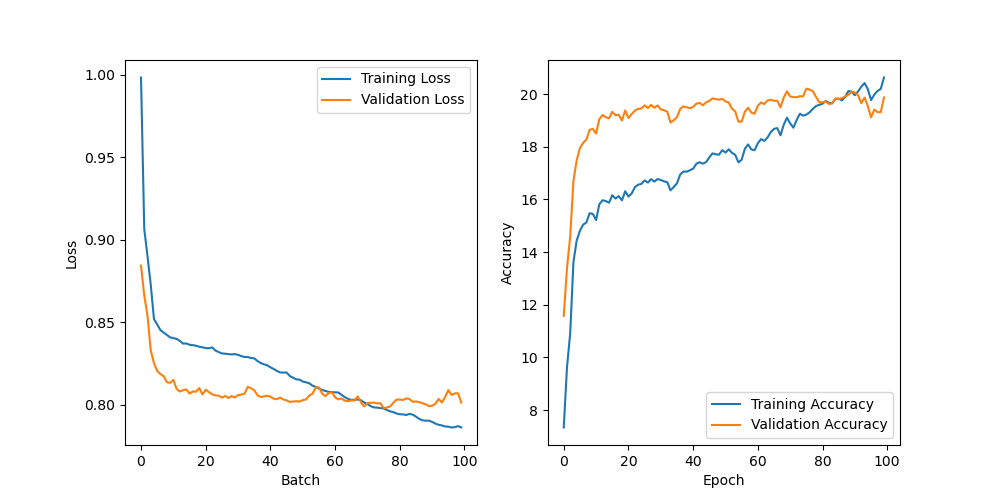 1.00
0.95
0.90
0.85
0.80
Loss
0 20 40 60 80 100
Batch
Training Loss
Validation Loss
20
18
16
14
12
10
8
Accuracy
0 20 40 60 80 100
Epoch
Training Accuracy
Validation Accuracy